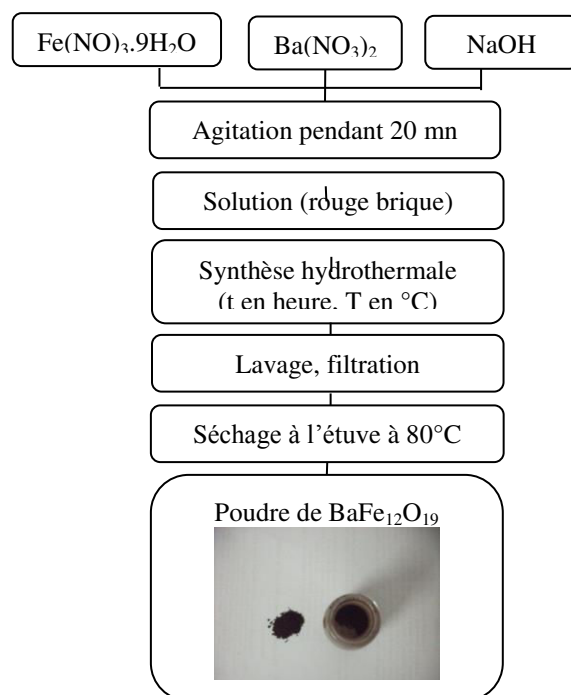 Fe(NO)₃.9H₂O
Ba(NO₃)₂
NaOH
Agitation pendant 20 mn
Solution (rouge brique)
Synthèse hydrothermale
(t en heure, T en °C)
Lavage, filtration
Séchage à l’étuve à 80°C
Poudre de BaFe₁₂O₁₉